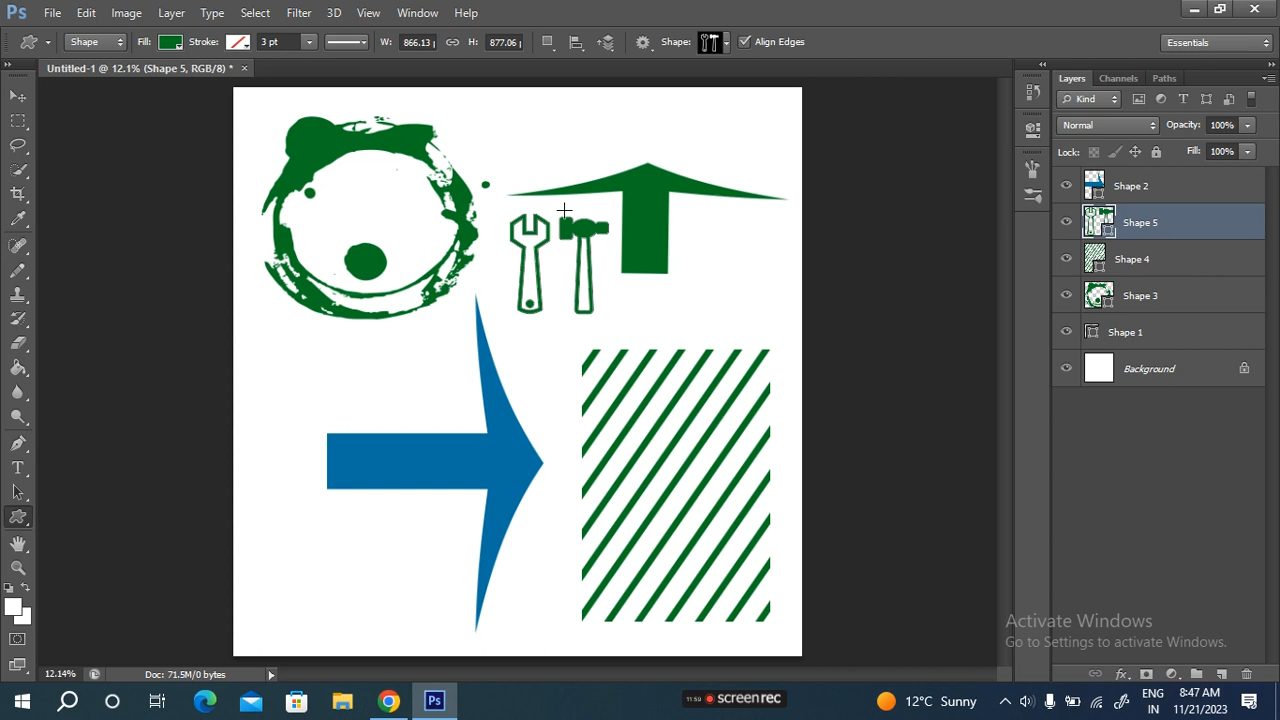 Ps File Edit Image Layer Type Select Filter 3D View Window Help
Shape Fill: Stroke: 3 pt W: 866.13 H: 877.06 Shape: Align Edges Essentials
Untitled-1 @ 12.1% (Shape 5, RGB/8) * ×
Layers Channels Paths
Kind
Normal Opacity: 100%
Lock: Fill: 100%
Shape 2
Shape 5
Shape 4
Shape 3
Shape 1
Background
Activate Windows
Go to Settings to activate Windows.
12.14% Doc: 71.5M/0 bytes
Ps 11:59 screenrec 12°C Sunny ENG 8:47 AM
IN 11/21/2023